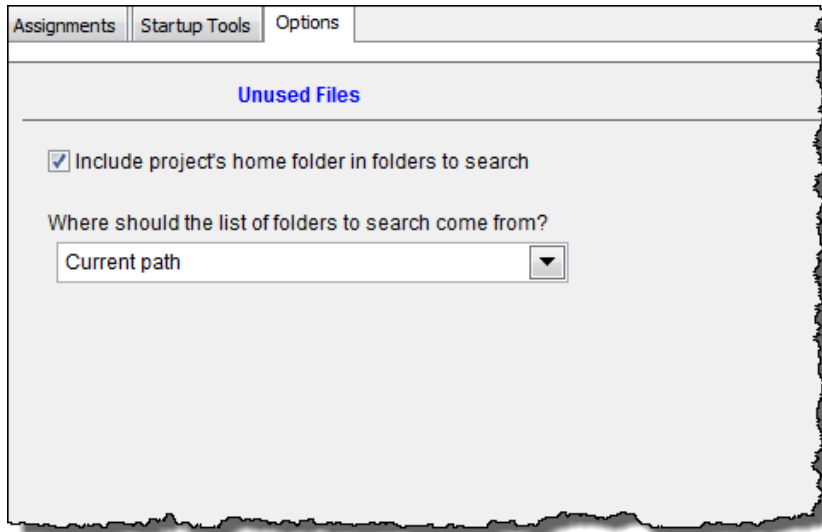 Assignments Startup Tools Options
Unused Files
Include project's home folder in folders to search
Where should the list of folders to search come from?
Current path